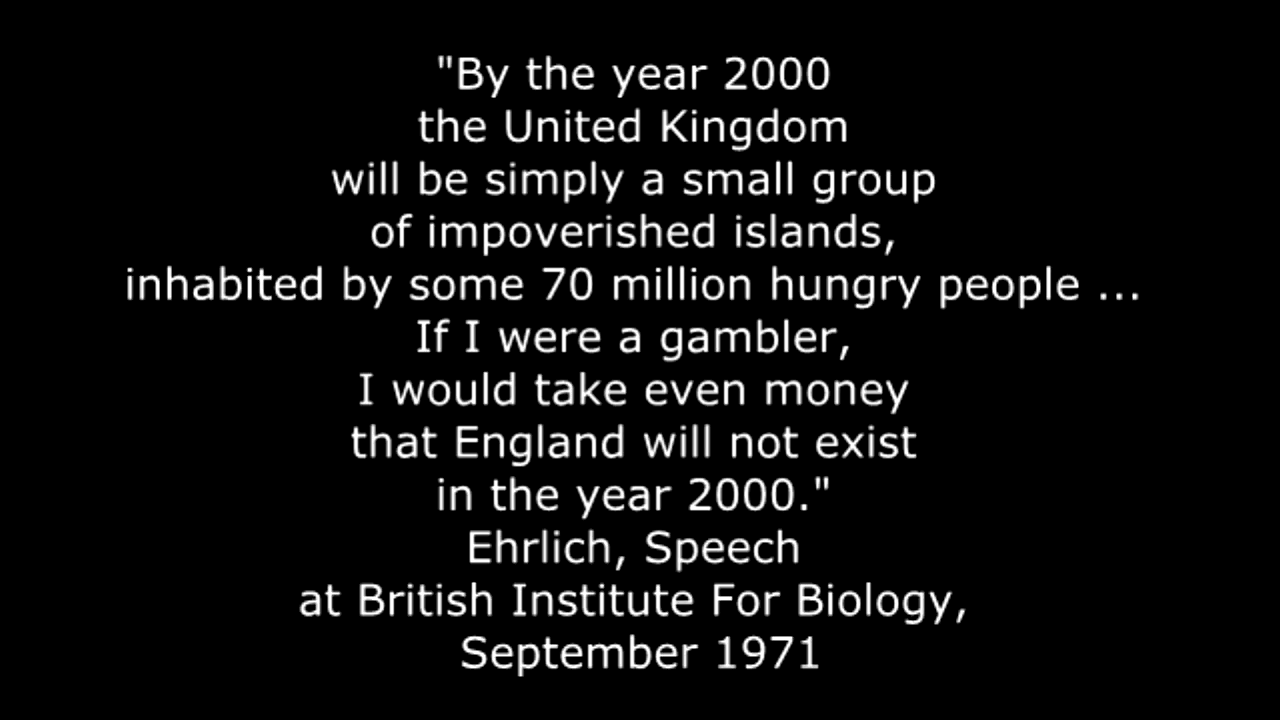 "By the year 2000
the United Kingdom
will be simply a small group
of impoverished islands,
inhabited by some 70 million hungry people ...
If I were a gambler,
I would take even money
that England will not exist
in the year 2000."
Ehrlich, Speech
at British Institute For Biology,
September 1971